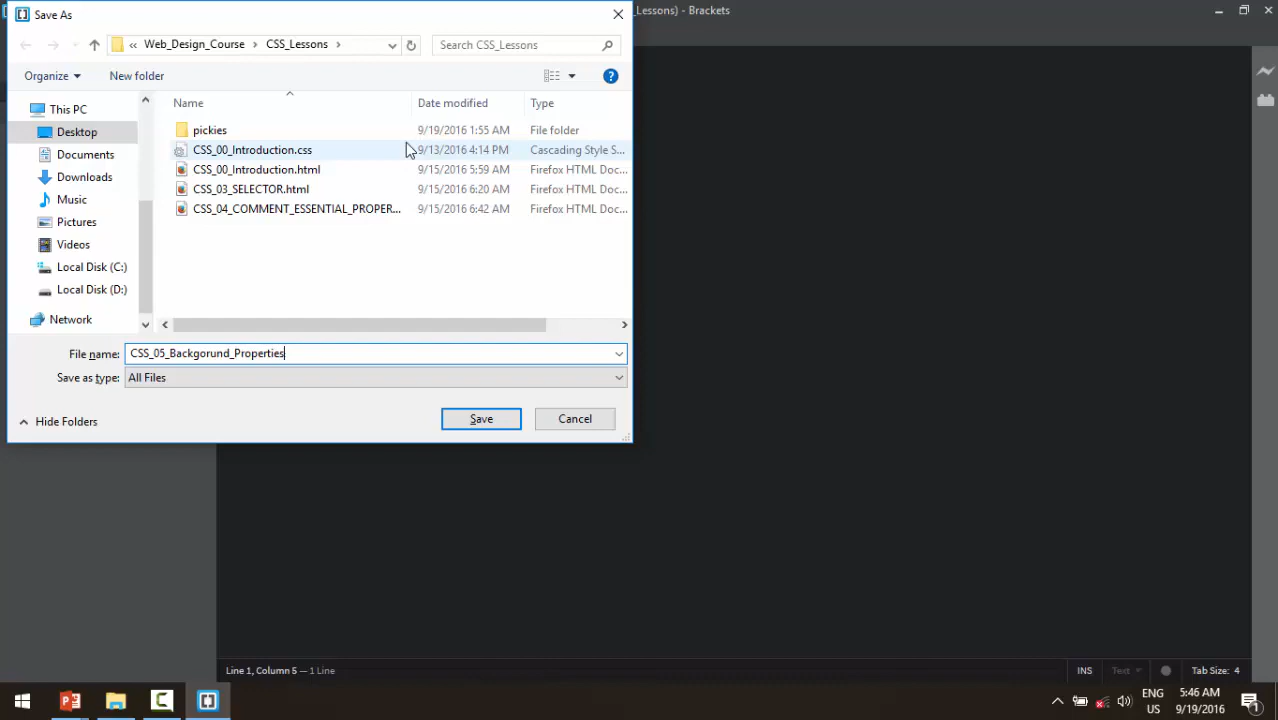 Save As
_Lessons) - Brackets
« Web_Design_Course > CSS_Lessons >
Search CSS_Lessons
Organize
New folder
Name
Date modified
Type
This PC
Desktop
Documents
Downloads
Music
Pictures
Videos
Local Disk (C:)
Local Disk (D:)
Network
pickies 9/19/2016 1:55 AM File folder
CSS_00_Introduction.css 9/13/2016 4:14 PM Cascading Style S...
CSS_00_Introduction.html 9/15/2016 5:59 AM Firefox HTML Doc...
CSS_03_SELECTOR.html 9/15/2016 6:20 AM Firefox HTML Doc...
CSS_04_COMMENT_ESSENTIAL_PROPER... 9/15/2016 6:42 AM Firefox HTML Doc...
File name: CSS_05_Backgorund_Properties
Save as type: All Files
Hide Folders
Save
Cancel
Line 1, Column 5 — 1 Line
INS
Text
Tab Size: 4
ENG
US
5:46 AM
9/19/2016
1